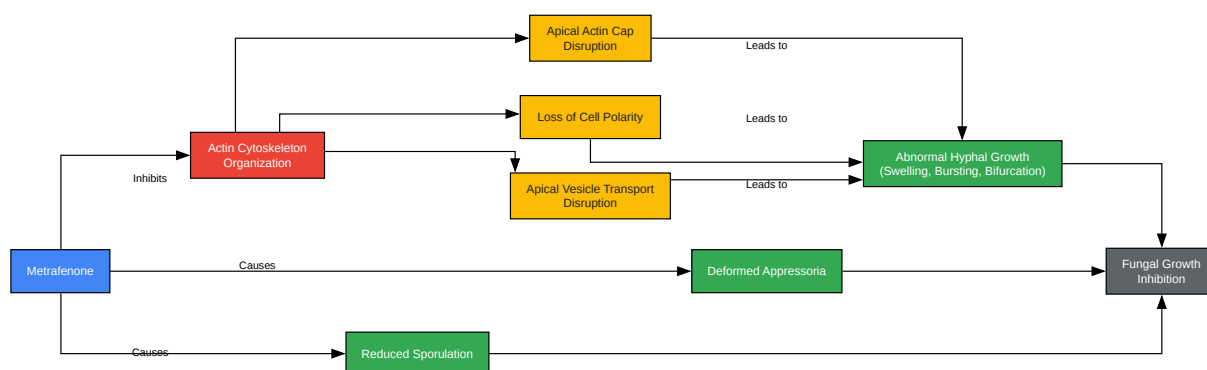 Apical Actin Cap
Disruption
Leads to
Loss of Cell Polarity
Leads to
Actin Cytoskeleton
Organization
Abnormal Hyphal Growth
(Swelling, Bursting, Bifurcation)
Inhibits
Apical Vesicle Transport
Disruption
Leads to
Metrafenone
Causes
Deformed Appressoria
Fungal Growth
Inhibition
Causes
Reduced Sporulation